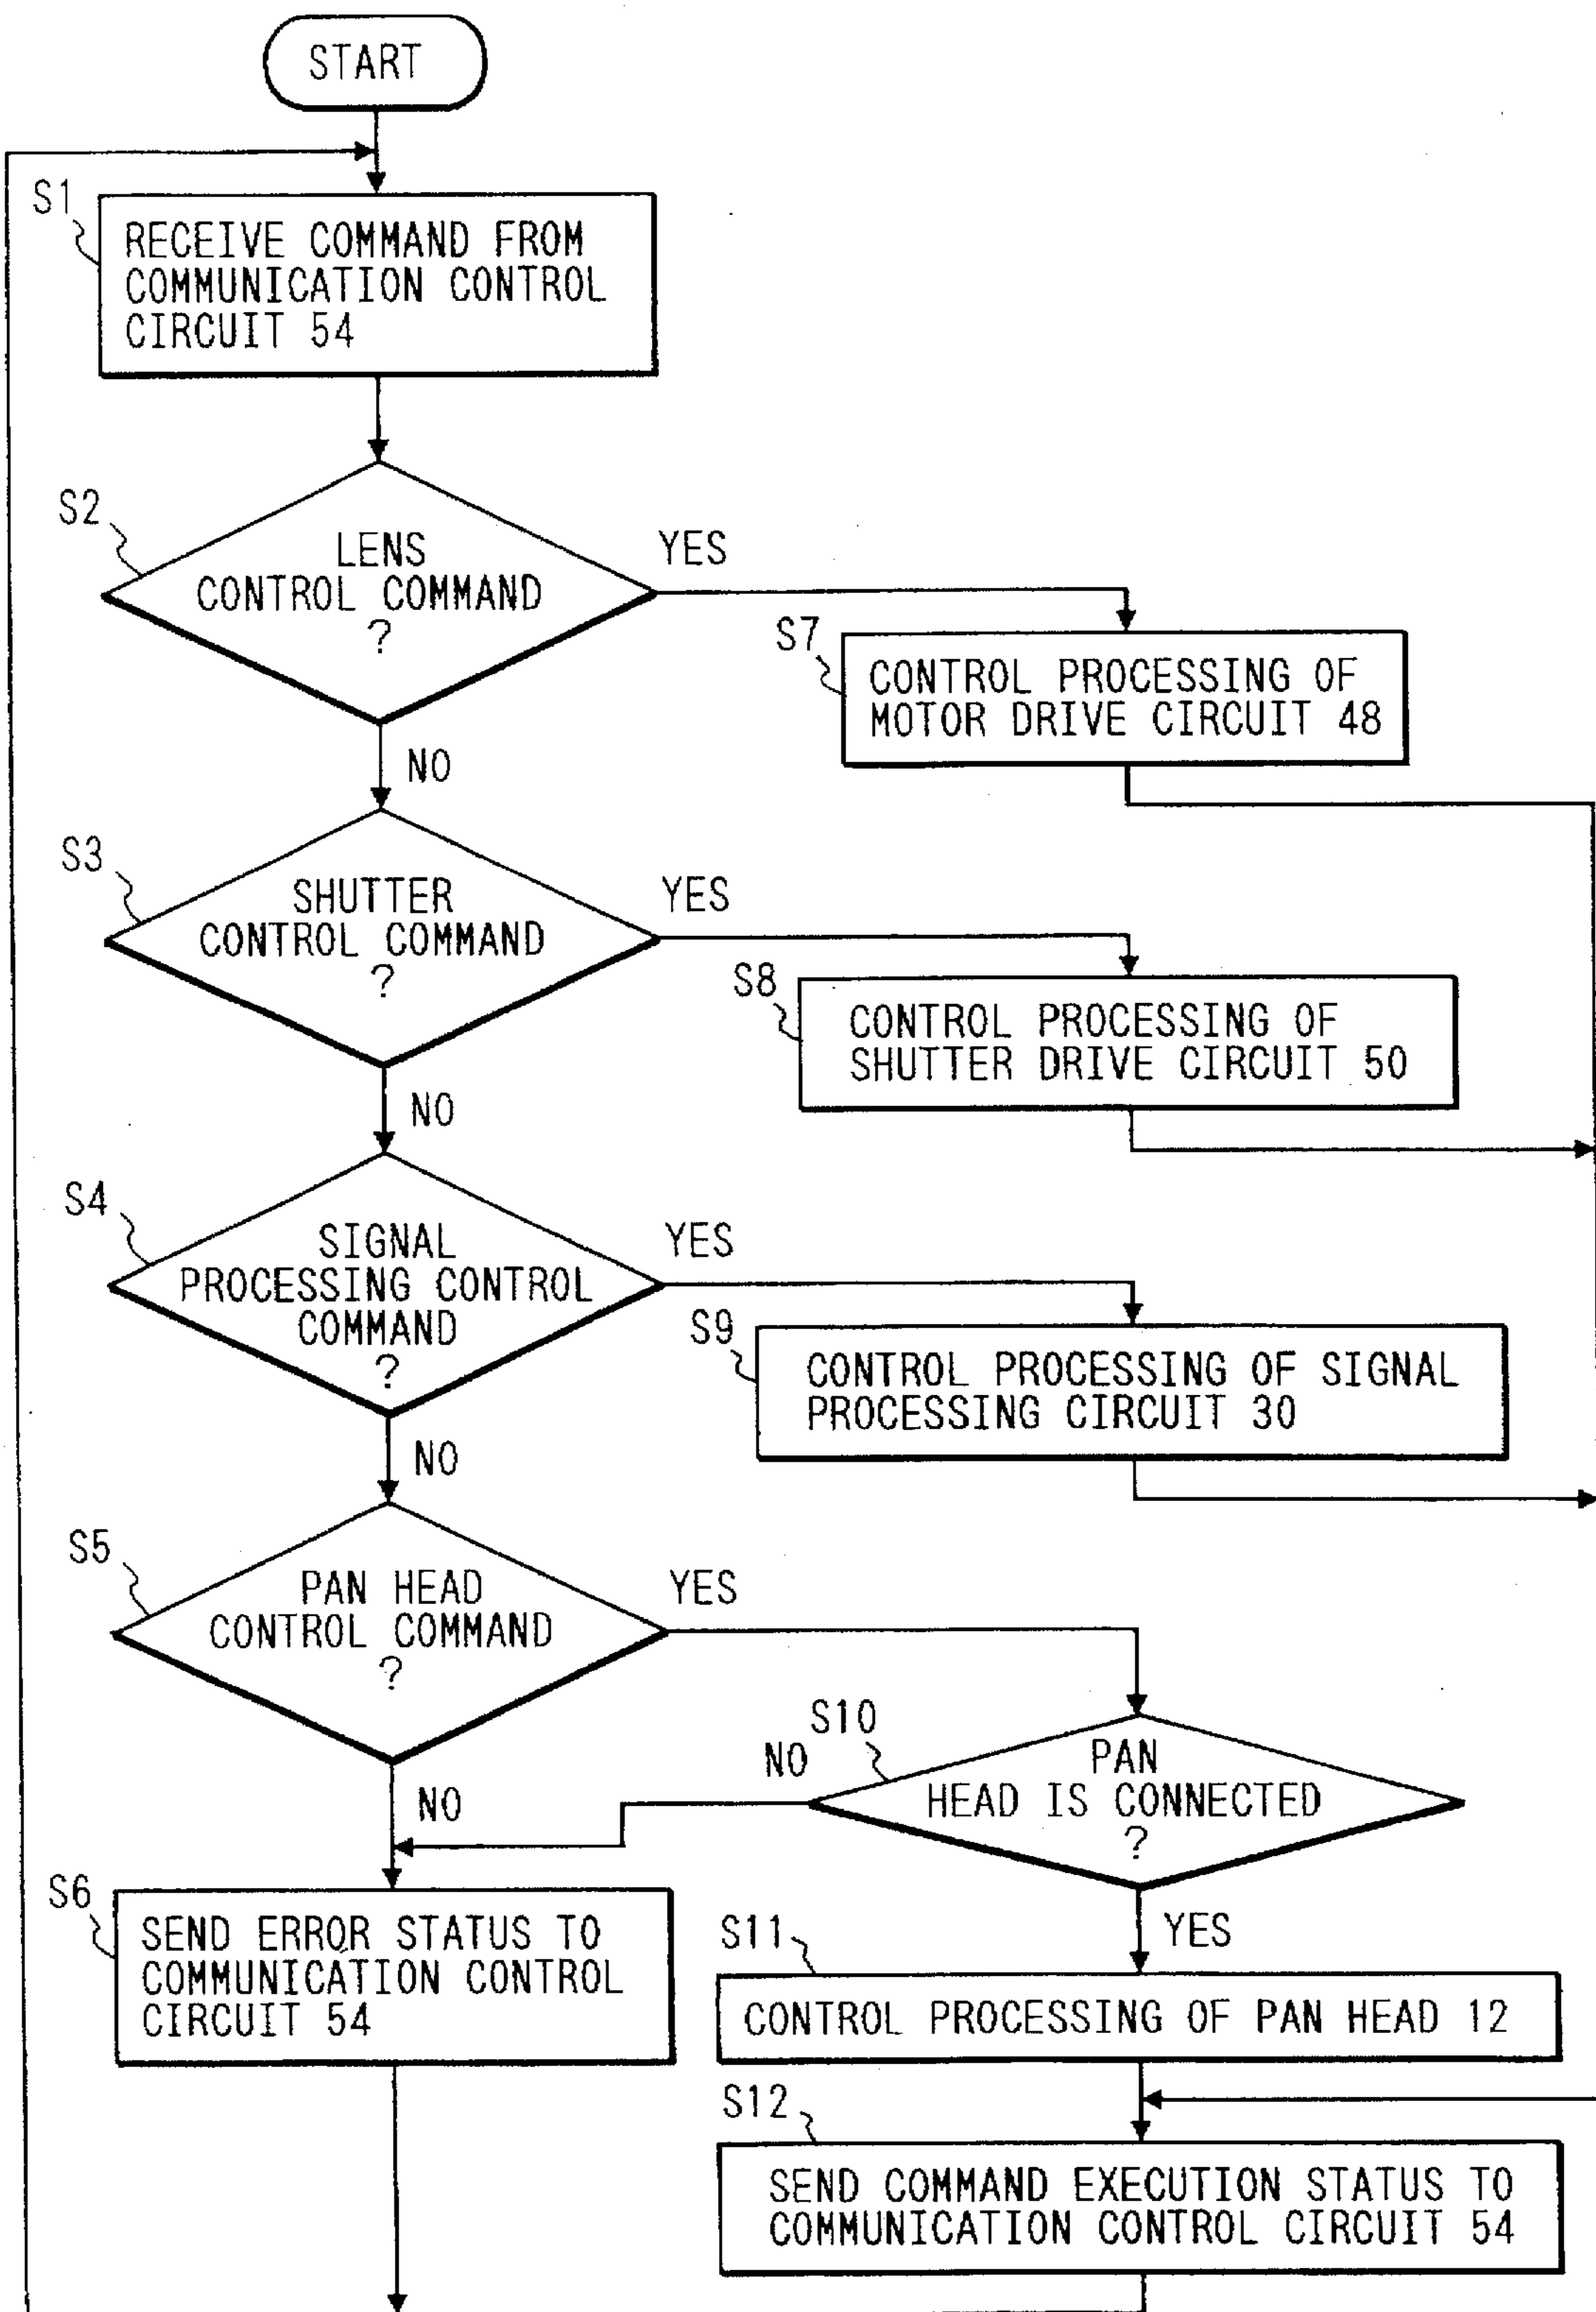 START
S1
RECEIVE COMMAND FROM
COMMUNICATION CONTROL
CIRCUIT 54
S2
LENS
CONTROL COMMAND
?
YES
S7
CONTROL PROCESSING OF
MOTOR DRIVE CIRCUIT 48
NO
S3
SHUTTER
CONTROL COMMAND
?
YES
S8
CONTROL PROCESSING OF
SHUTTER DRIVE CIRCUIT 50
NO
S4
SIGNAL
PROCESSING CONTROL
COMMAND
?
YES
S9
CONTROL PROCESSING OF SIGNAL
PROCESSING CIRCUIT 30
NO
S5
PAN HEAD
CONTROL COMMAND
?
YES
S10
PAN
HEAD IS CONNECTED
?
NO
NO
S6
SEND ERROR STATUS TO
COMMUNICATION CONTROL
CIRCUIT 54
YES
S11
CONTROL PROCESSING OF PAN HEAD 12
S12
SEND COMMAND EXECUTION STATUS TO
COMMUNICATION CONTROL CIRCUIT 54